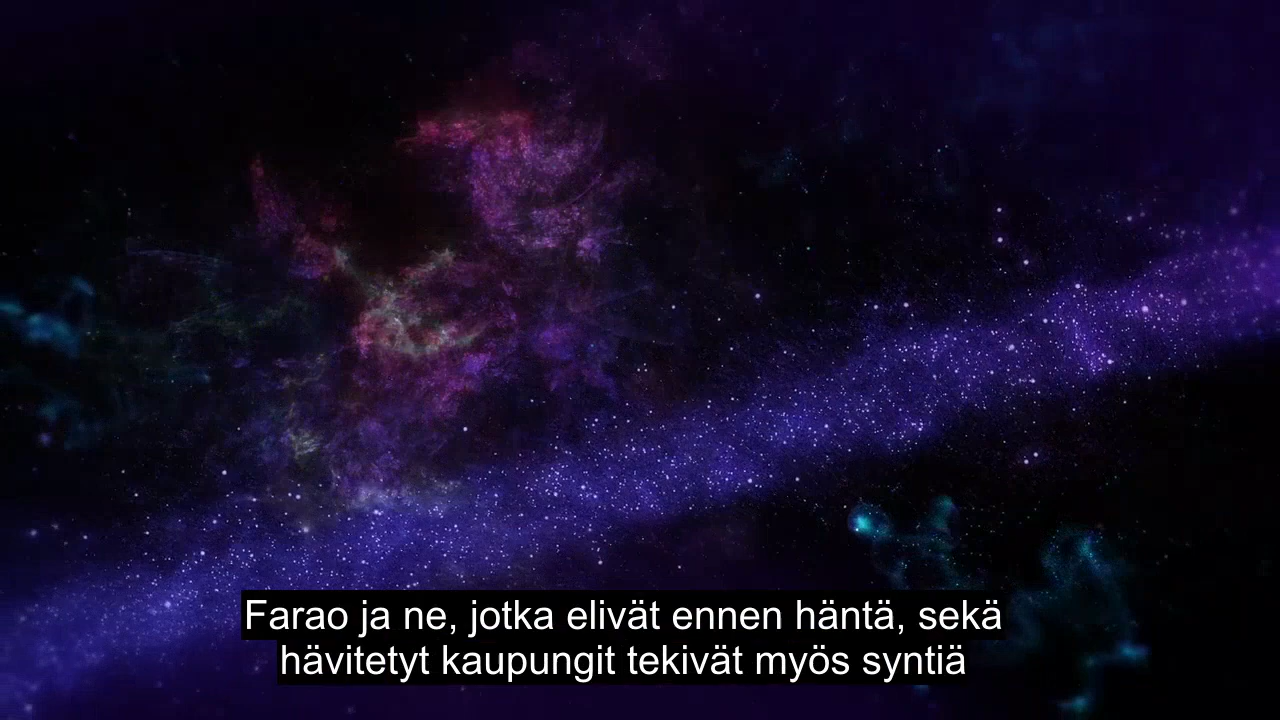 Farao ja ne, jotka elivät ennen häntä, sekä
hävitetyt kaupungit tekivät myös syntiä